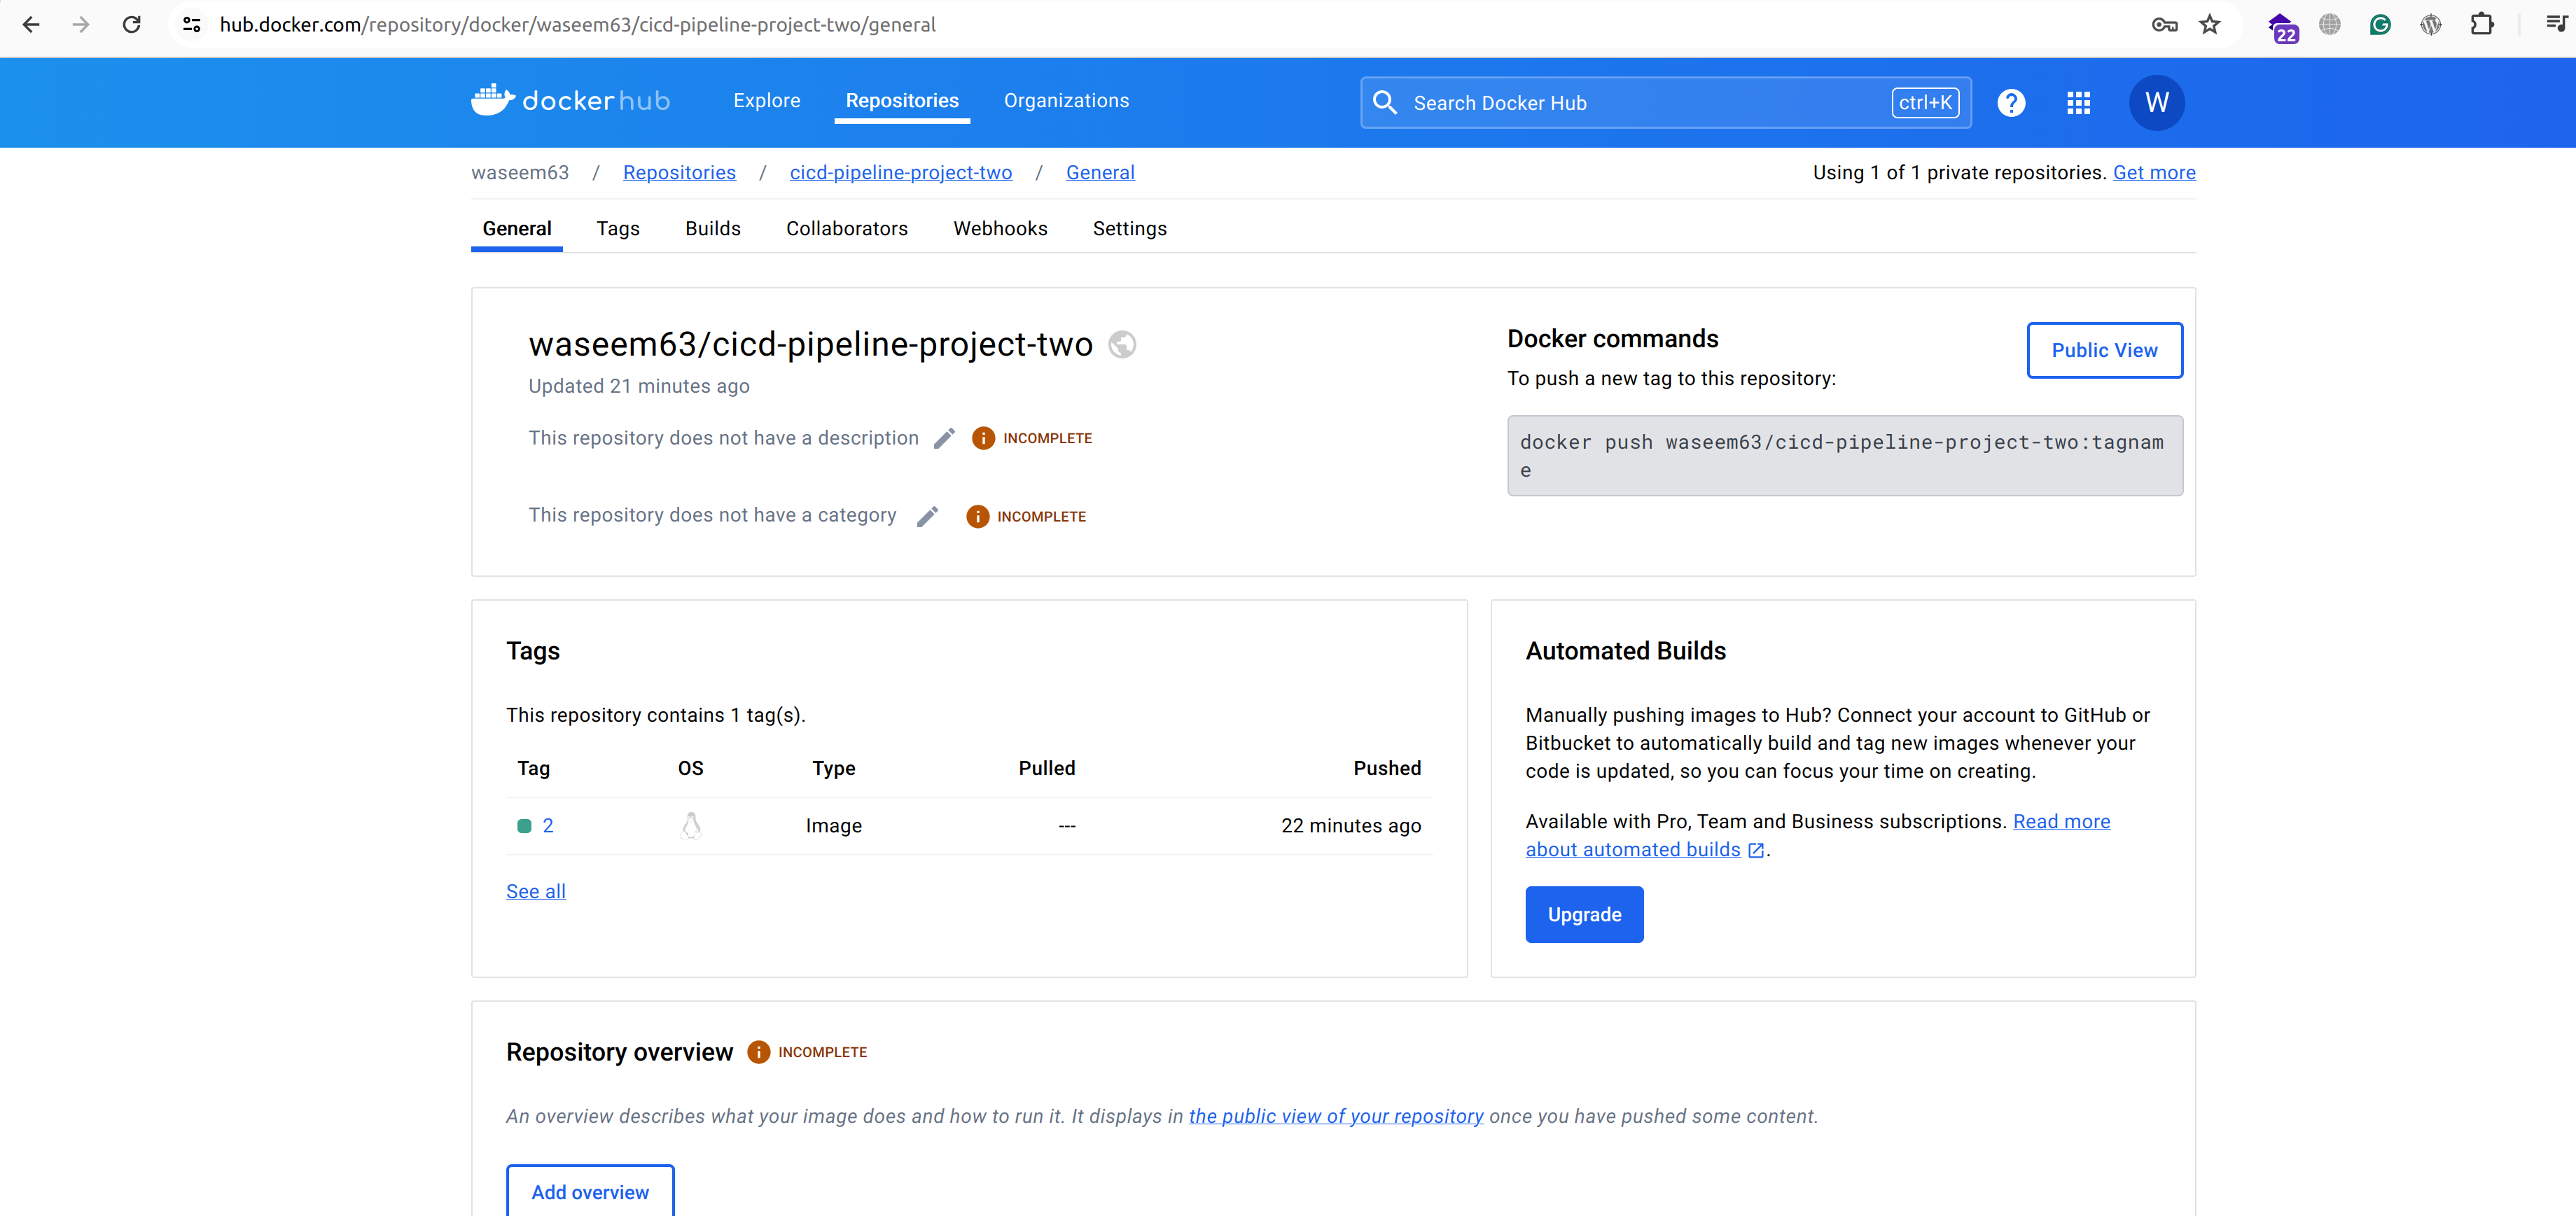 hub.docker.com/repository/docker/waseem63/cicd-pipeline-project-two/general
22
docker hub
Explore
Repositories
Organizations
Search Docker Hub
ctrl+K
?
W
waseem63 / Repositories / cicd-pipeline-project-two / General
Using 1 of 1 private repositories. Get more
General
Tags
Builds
Collaborators
Webhooks
Settings
waseem63/cicd-pipeline-project-two
Updated 21 minutes ago
This repository does not have a description
INCOMPLETE
This repository does not have a category
INCOMPLETE
Docker commands
Public View
To push a new tag to this repository:
docker push waseem63/cicd-pipeline-project-two:tagnam
e
Tags
This repository contains 1 tag(s).
Tag OS Type Pulled Pushed
2 Image --- 22 minutes ago
See all
Automated Builds
Manually pushing images to Hub? Connect your account to GitHub or
Bitbucket to automatically build and tag new images whenever your
code is updated, so you can focus your time on creating.
Available with Pro, Team and Business subscriptions. Read more
about automated builds .
Upgrade
Repository overview
INCOMPLETE
An overview describes what your image does and how to run it. It displays in the public view of your repository once you have pushed some content.
Add overview